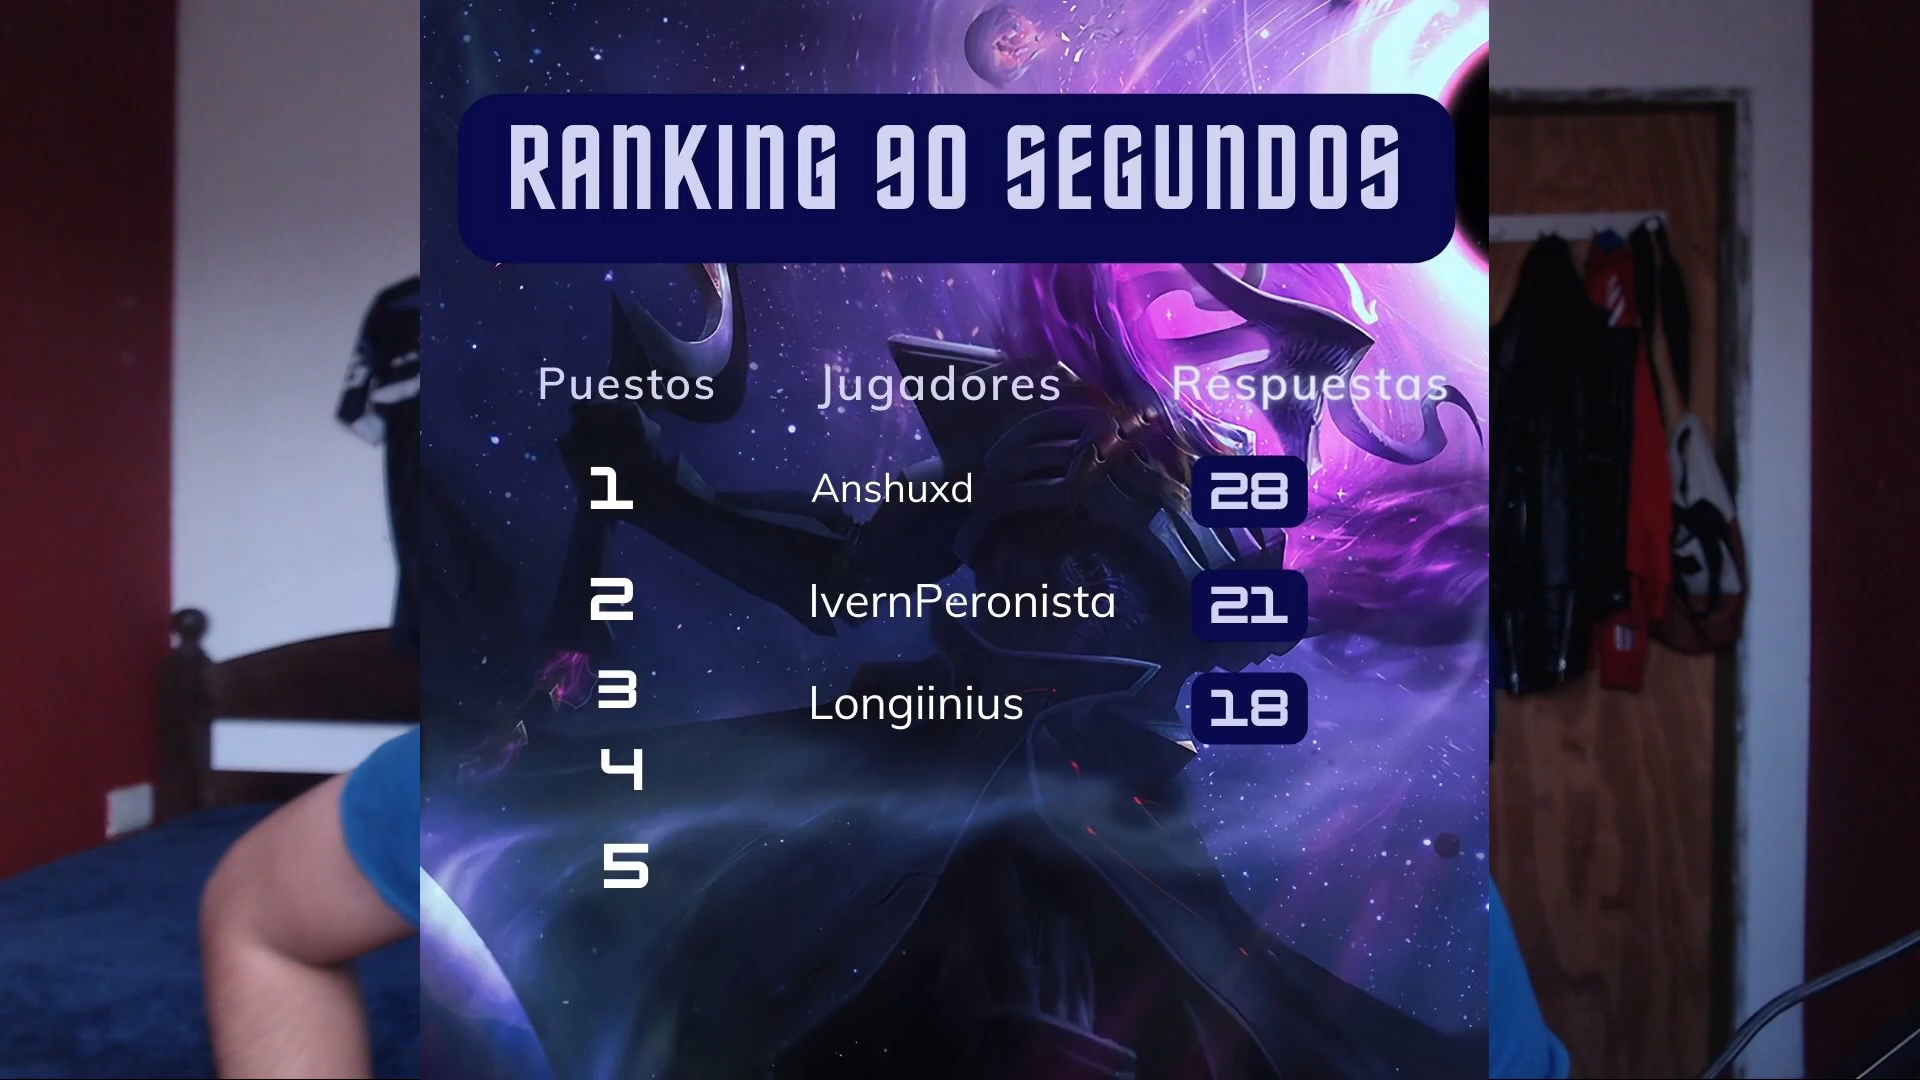 RANKING 90 SEGUNDOS
Puestos Jugadores Respuestas
1 Anshuxd 28
2 IvernPeronista 21
3 Longiinius 18
4
5